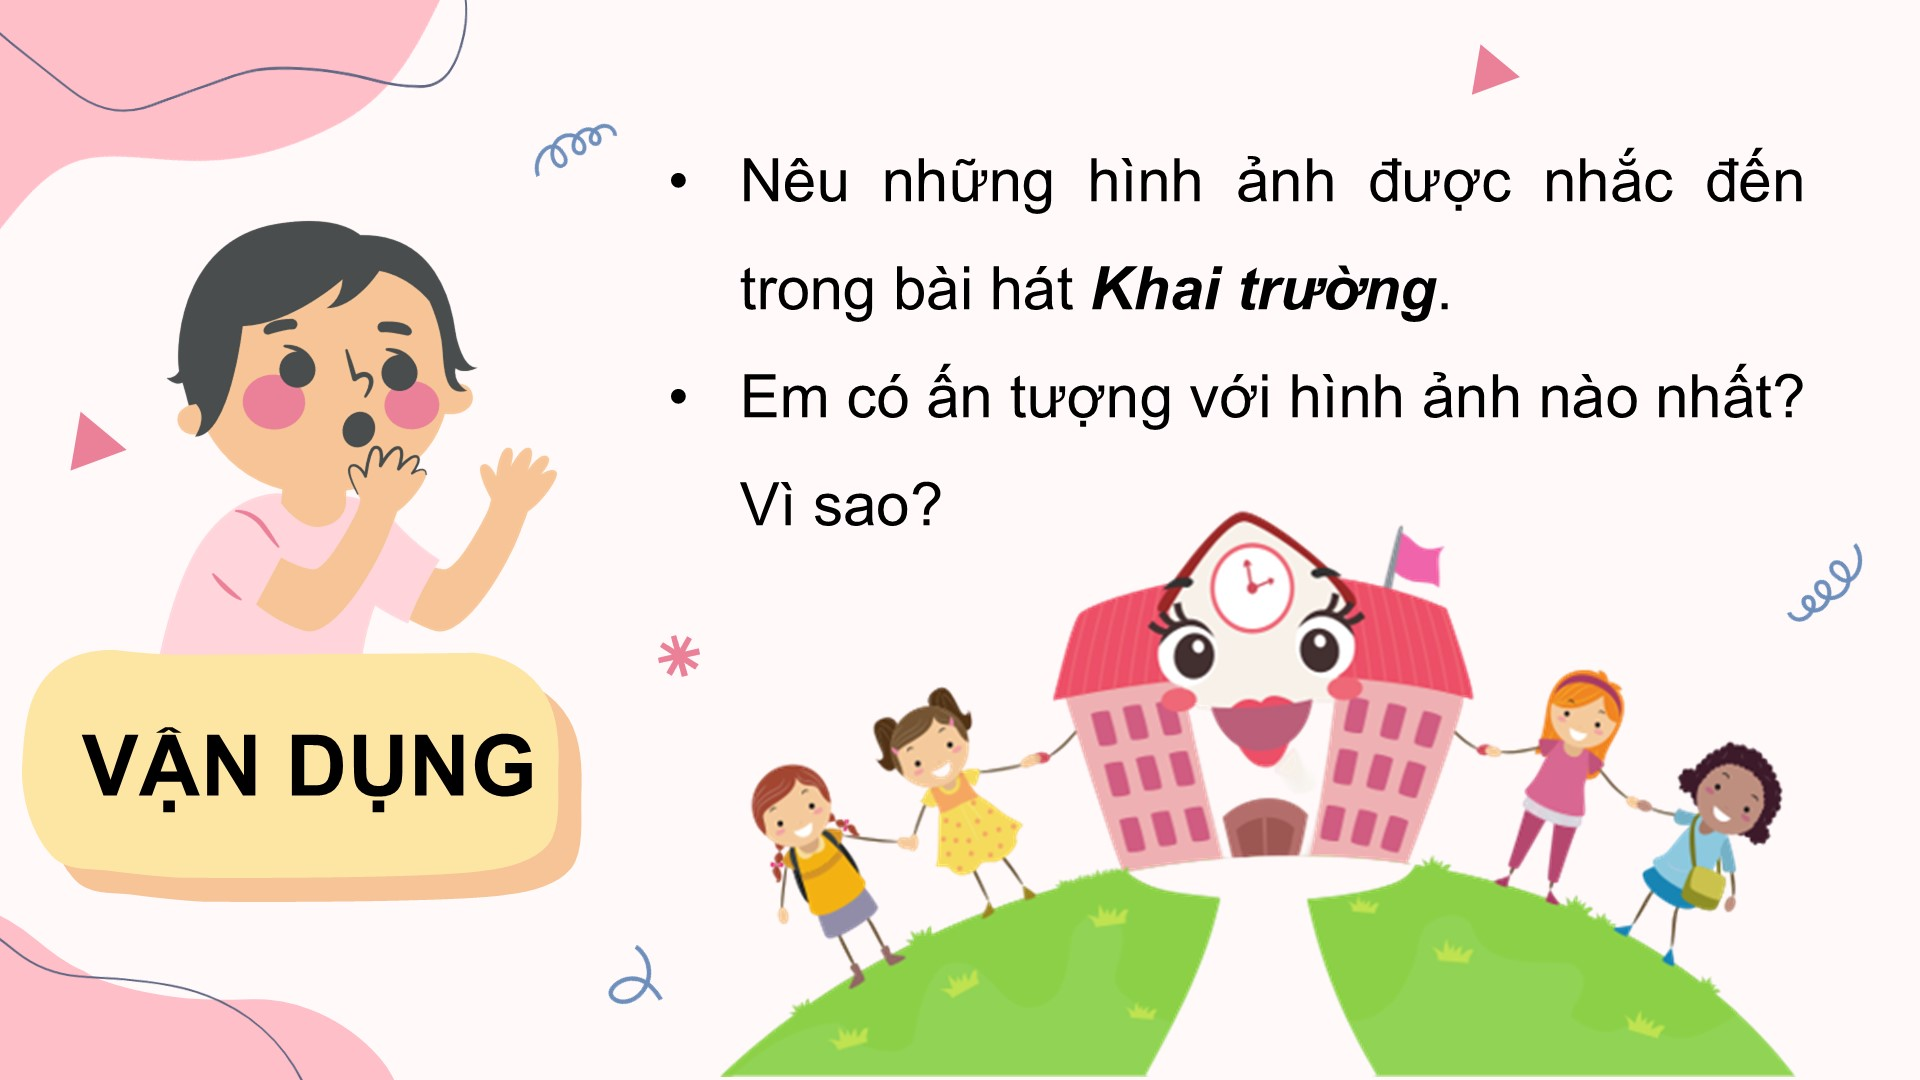 • Nêu những hình ảnh được nhắc đến
trong bài hát Khai trường.
• Em có ấn tượng với hình ảnh nào nhất?
Vì sao?
VẬN DỤNG